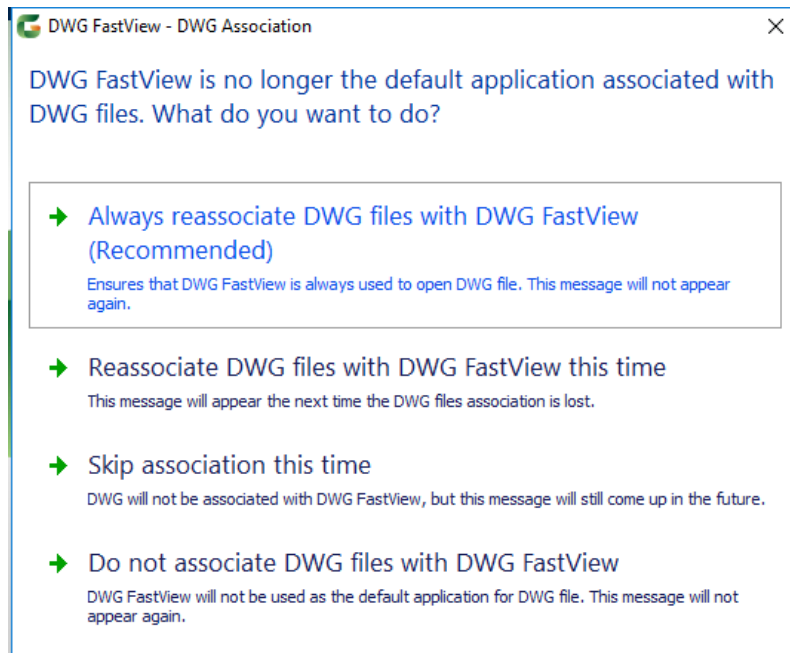 DWG FastView - DWG Association
DWG FastView is no longer the default application associated with
DWG files. What do you want to do?
Always reassociate DWG files with DWG FastView
(Recommended)
Ensures that DWG FastView is always used to open DWG file. This message will not appear
again.
Reassociate DWG files with DWG FastView this time
This message will appear the next time the DWG files association is lost.
Skip association this time
DWG will not be associated with DWG FastView, but this message will still come up in the future.
Do not associate DWG files with DWG FastView
DWG FastView will not be used as the default application for DWG file. This message will not
appear again.